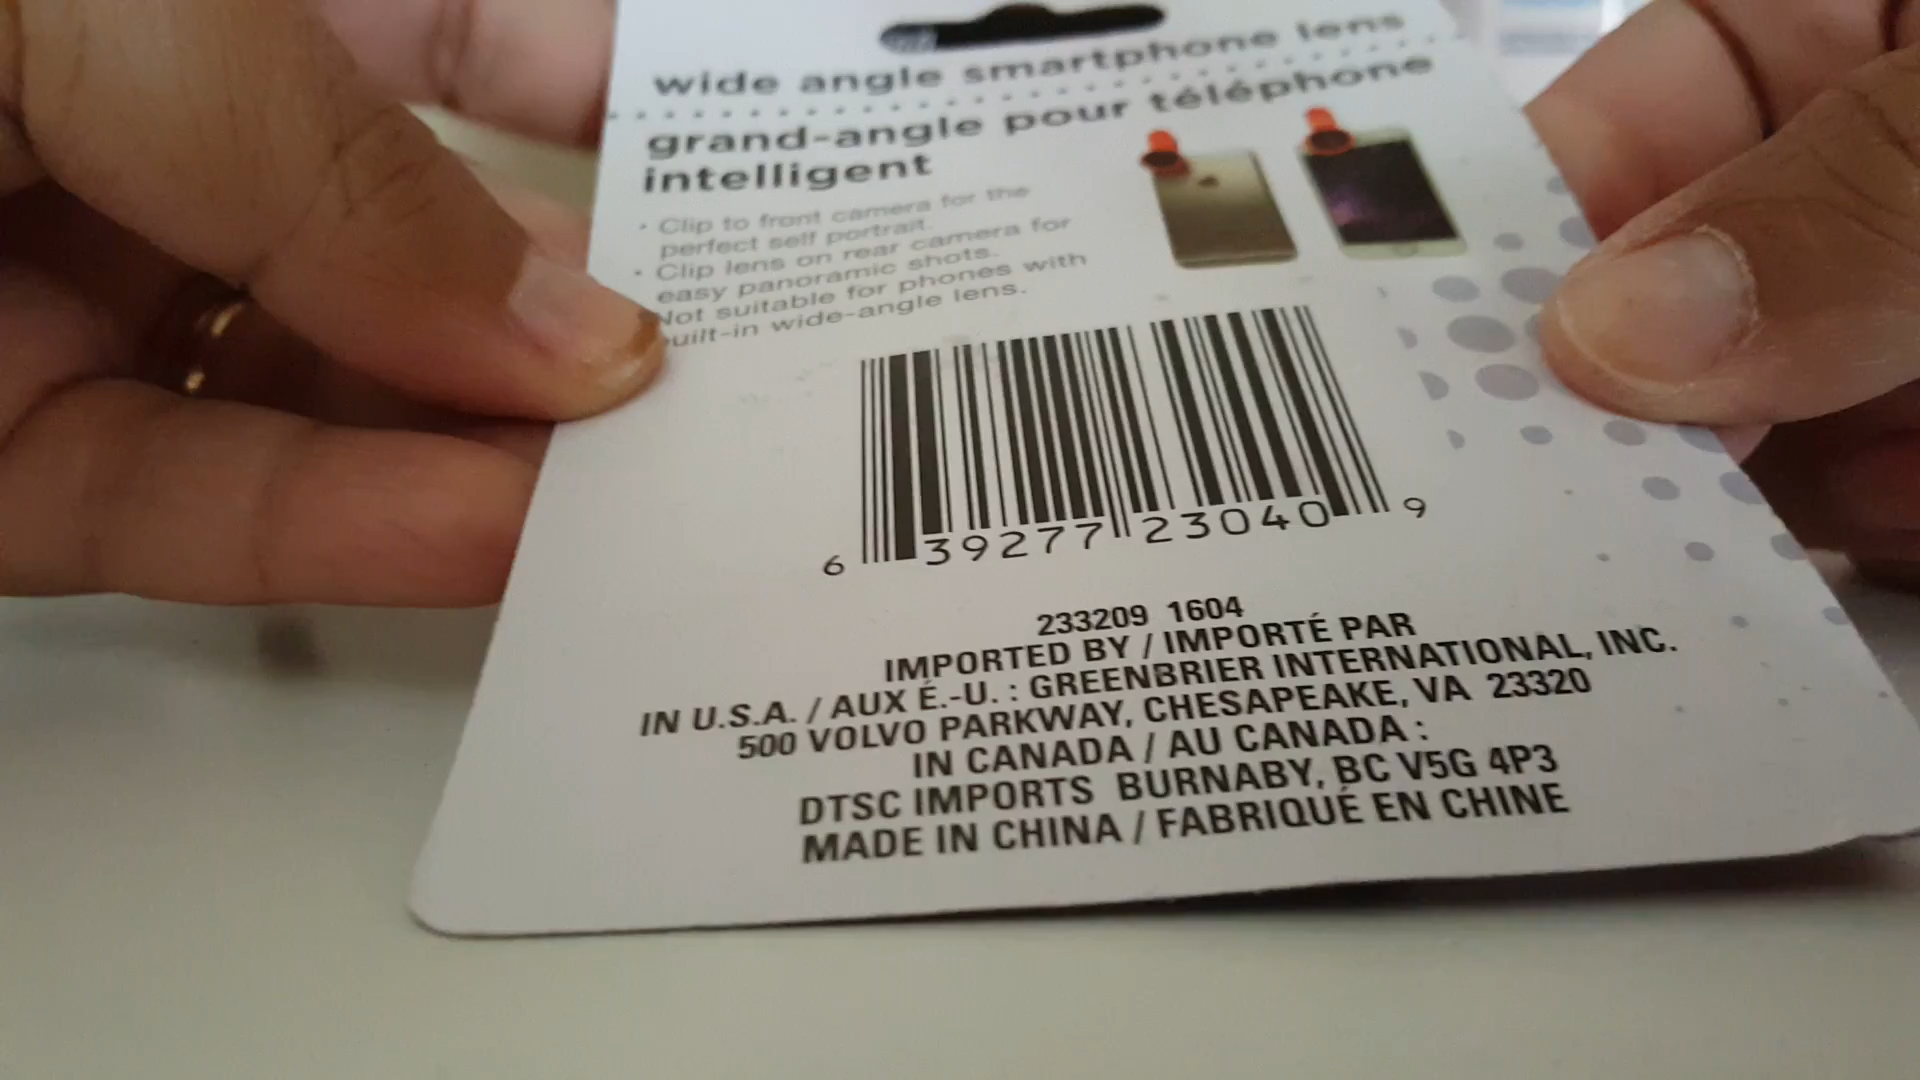 wide angle smartphone lens
grand-angle pour téléphone
intelligent
• Clip to front camera for the
perfect self portrait.
• Clip lens on rear camera for
easy panoramic shots.
Not suitable for phones with
built-in wide-angle lens.
6 39277 23040 9
233209 1604
IMPORTED BY / IMPORTÉ PAR
IN U.S.A. / AUX É.-U. : GREENBRIER INTERNATIONAL, INC.
500 VOLVO PARKWAY, CHESAPEAKE, VA 23320
IN CANADA / AU CANADA :
DTSC IMPORTS BURNABY, BC V5G 4P3
MADE IN CHINA / FABRIQUÉ EN CHINE